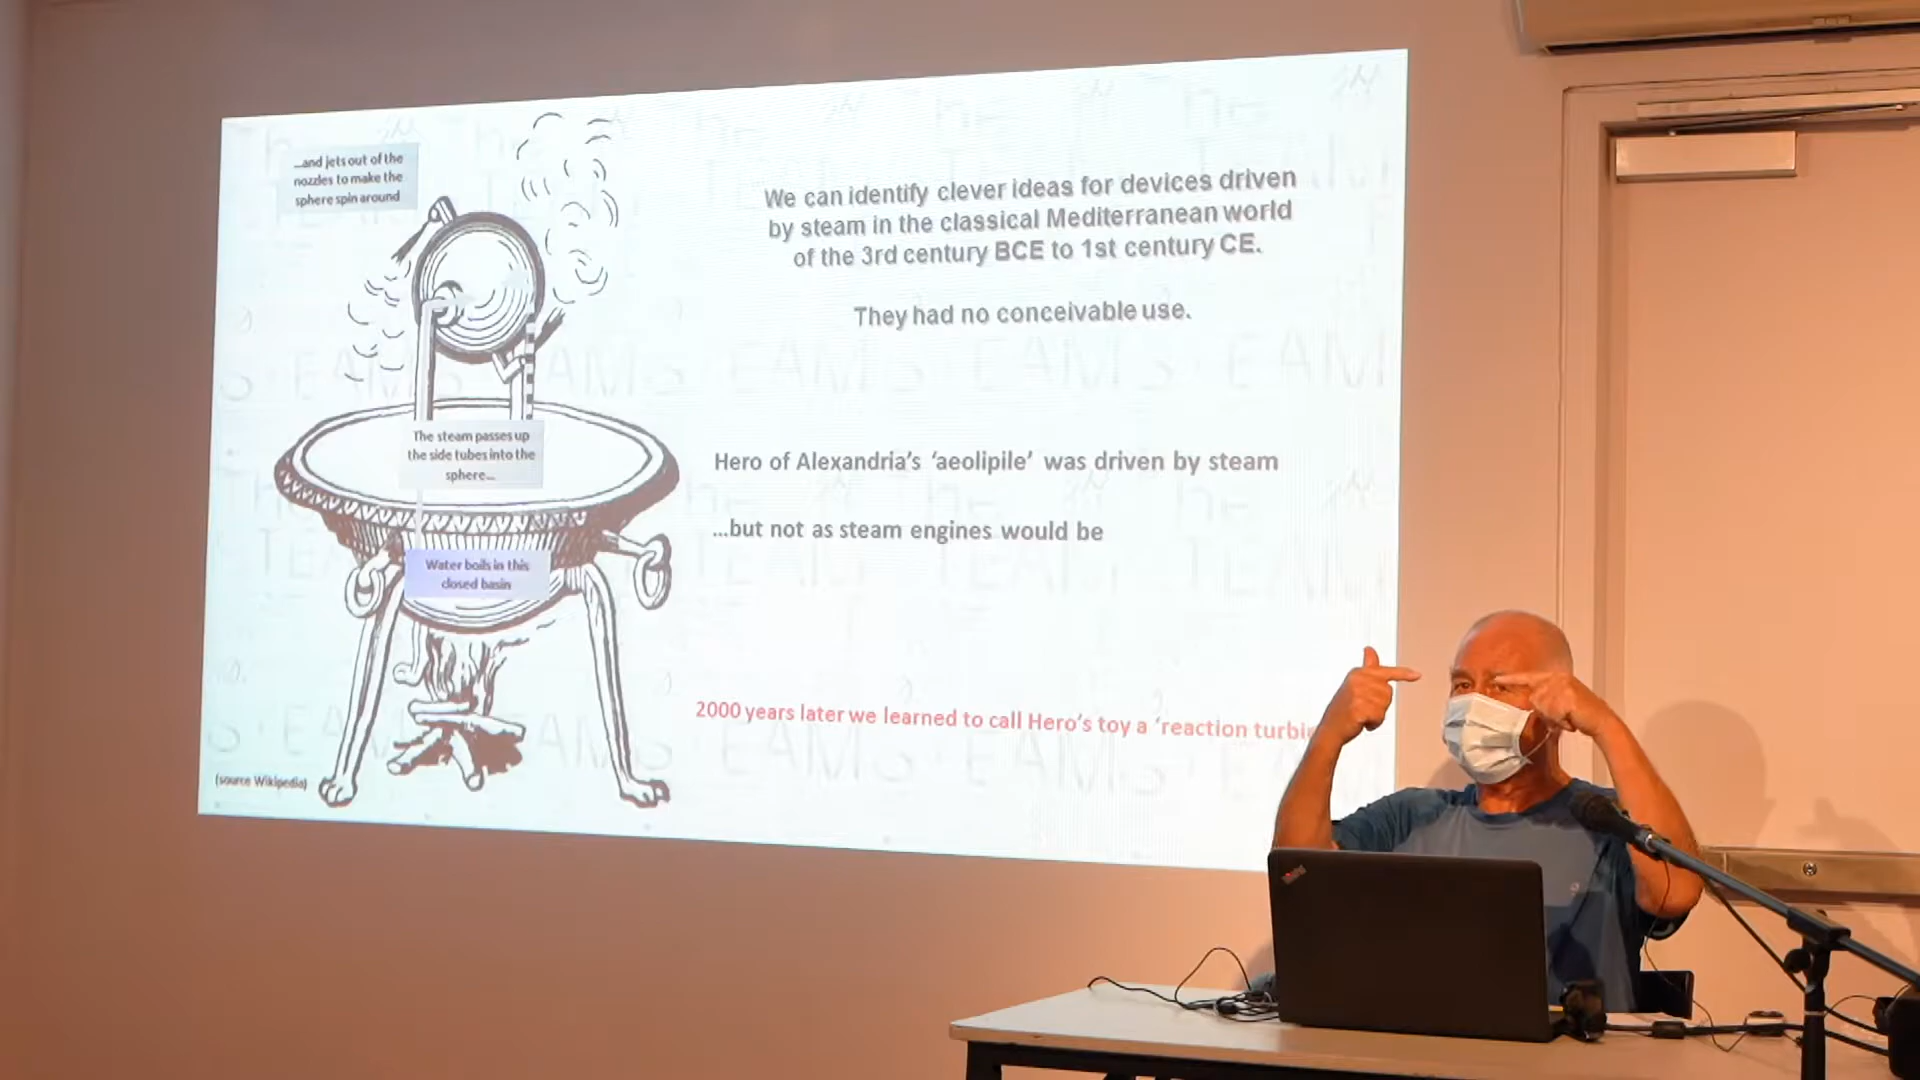 ...and jets out of the
nozzles to make the
sphere spin around
We can identify clever ideas for devices driven
by steam in the classical Mediterranean world
of the 3rd century BCE to 1st century CE.
They had no conceivable use.
The steam passes up
the side tubes into the
sphere...
Hero of Alexandria's 'aeolipile' was driven by steam
...but not as steam engines would be
Water boils in this
closed basin
2000 years later we learned to call Hero's toy a 'reaction
(source Wikipedia)